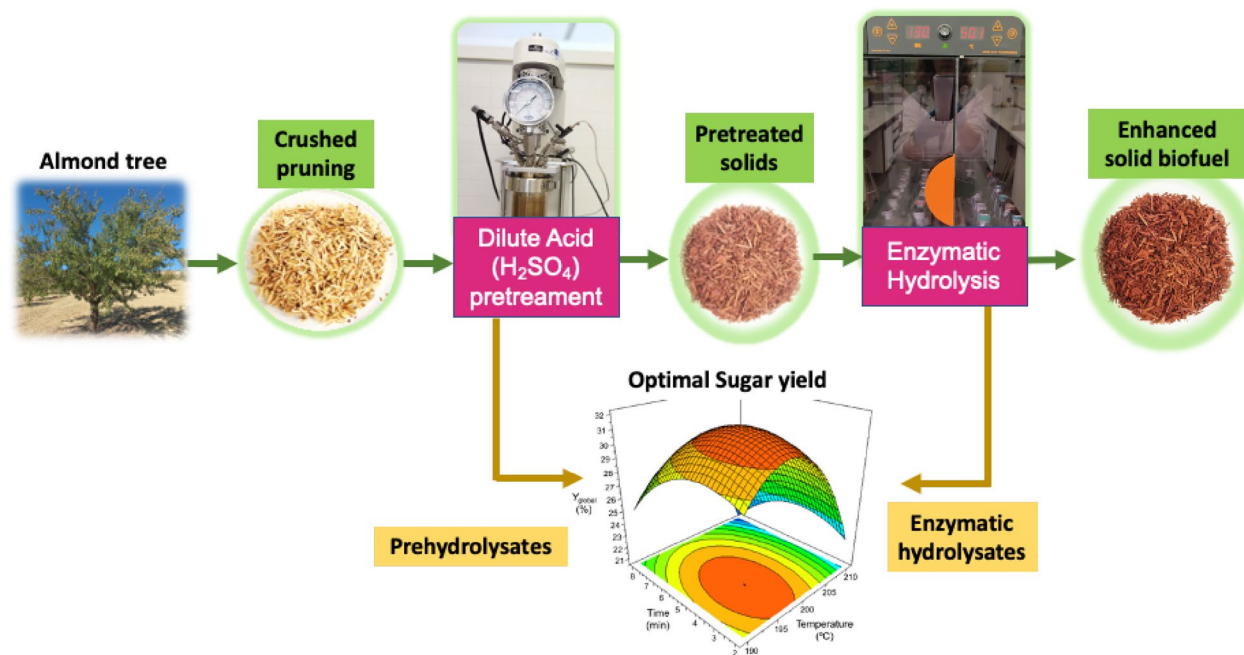 Almond tree
Crushed
pruning
Dilute Acid
(H₂SO₄)
pretreament
Pretreated
solids
Enzymatic
Hydrolysis
Enhanced
solid biofuel
Optimal Sugar yield
Prehydrolysates
Enzymatic
hydrolysates
32
31
30
29
28
27
26
25
24
23
22
21
Yglobal
(%)
8
7
6
5
4
3
2
Time
(min)
190
195
200
205
210
Temperature
(ºC)